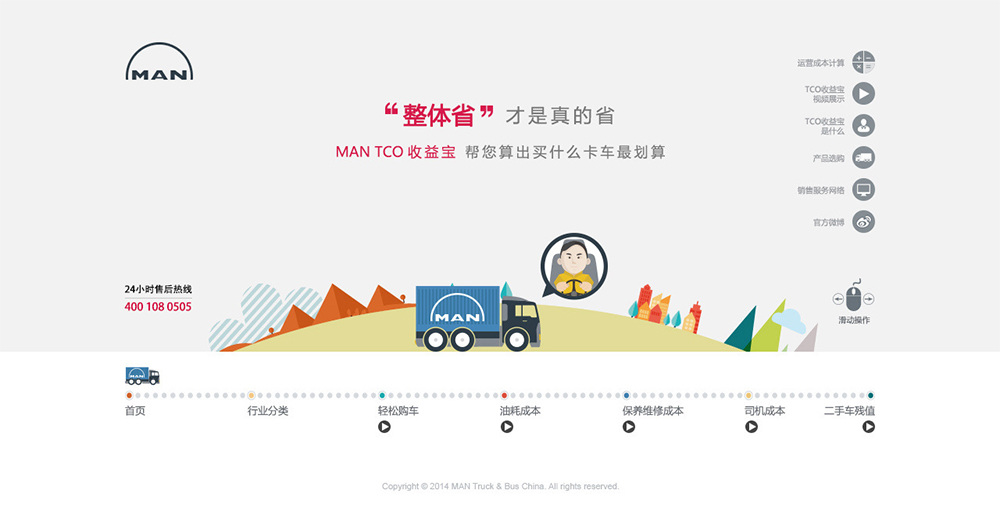 MAN
运营成本计算
TCO收益宝
视频展示
TCO收益宝
是什么
产品选购
销售服务网络
官方微博
“整体省” 才是真的省
MAN TCO 收益宝 帮您算出买什么卡车最划算
24小时售后热线
400 108 0505
MAN
滑动操作
首页
行业分类
轻松购车
油耗成本
保养维修成本
司机成本
二手车残值
Copyright © 2014 MAN Truck & Bus China. All rights reserved.